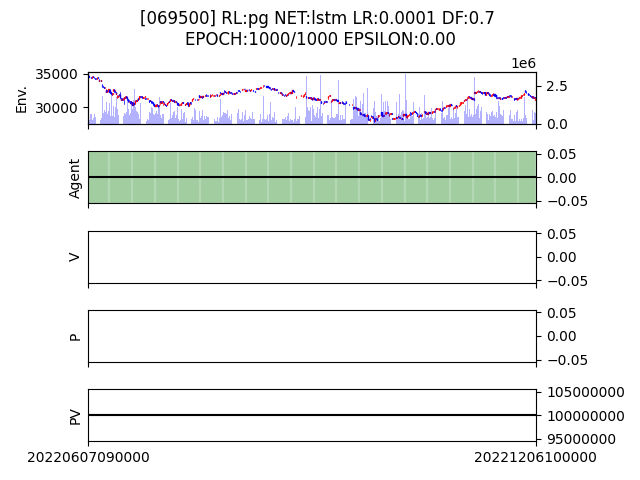 [069500] RL:pg NET:lstm LR:0.0001 DF:0.7
EPOCH:1000/1000 EPSILON:0.00
1e6
35000
30000
Env.
2.5
0.0
Agent
0.05
0.00
−0.05
V
0.05
0.00
−0.05
P
0.05
0.00
−0.05
PV
105000000
100000000
95000000
20220607090000
20221206100000